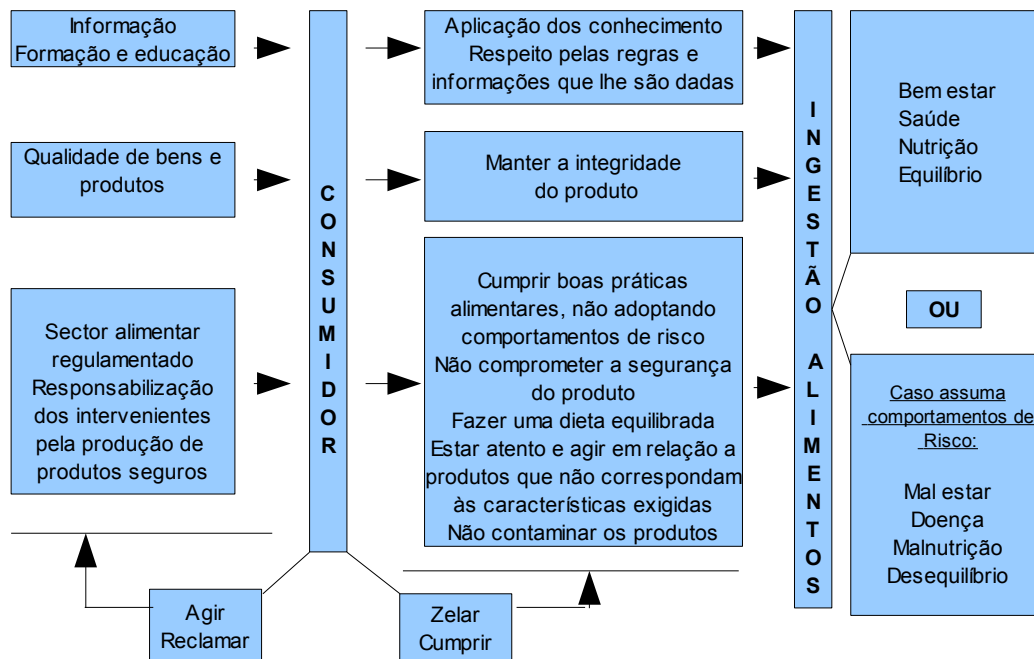 Informação
Formação e educação
Qualidade de bens e
produtos
Sector alimentar
regulamentado
Responsabilização
dos intervenientes
pela produção de
produtos seguros
CONSUMIDOR
Agir
Reclamar
Zelar
Cumprir
Aplicação dos conhecimento
Respeito pelas regras e
informações que lhe são dadas
Manter a integridade
do produto
Cumprir boas práticas
alimentares, não adoptando
comportamentos de risco
Não comprometer a segurança
do produto
Fazer uma dieta equilibrada
Estar atento e agir em relação a
produtos que não correspondam
às características exigidas
Não contaminar os produtos
INGESTÃO ALIMENTOS
Bem estar
Saúde
Nutrição
Equilíbrio
OU
Caso assuma
comportamentos de
Risco:
Mal estar
Doença
Malnutrição
Desequilíbrio